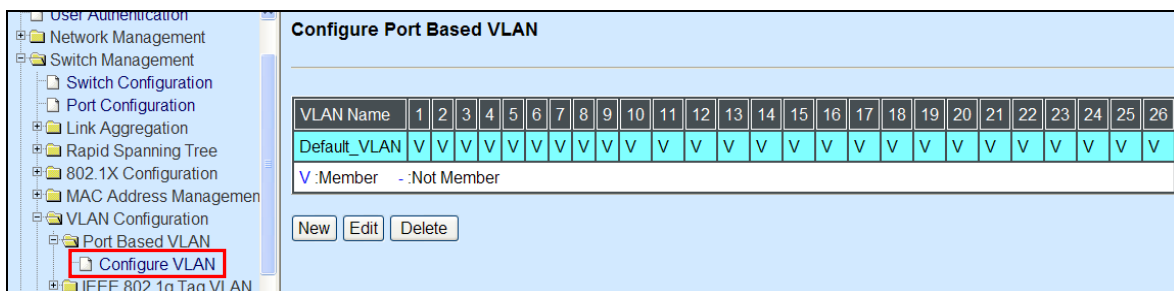 User Authentication
Network Management
Switch Management
Switch Configuration
Port Configuration
Link Aggregation
Rapid Spanning Tree
802.1X Configuration
MAC Address Managemen
VLAN Configuration
Port Based VLAN
Configure VLAN
IEEE 802.1q Tag VLAN
Configure Port Based VLAN
VLAN Name 1 2 3 4 5 6 7 8 9 10 11 12 13 14 15 16 17 18 19 20 21 22 23 24 25 26
Default_VLAN V V V V V V V V V V V V V V V V V V V V V V V V V V
V :Member - :Not Member
New Edit Delete